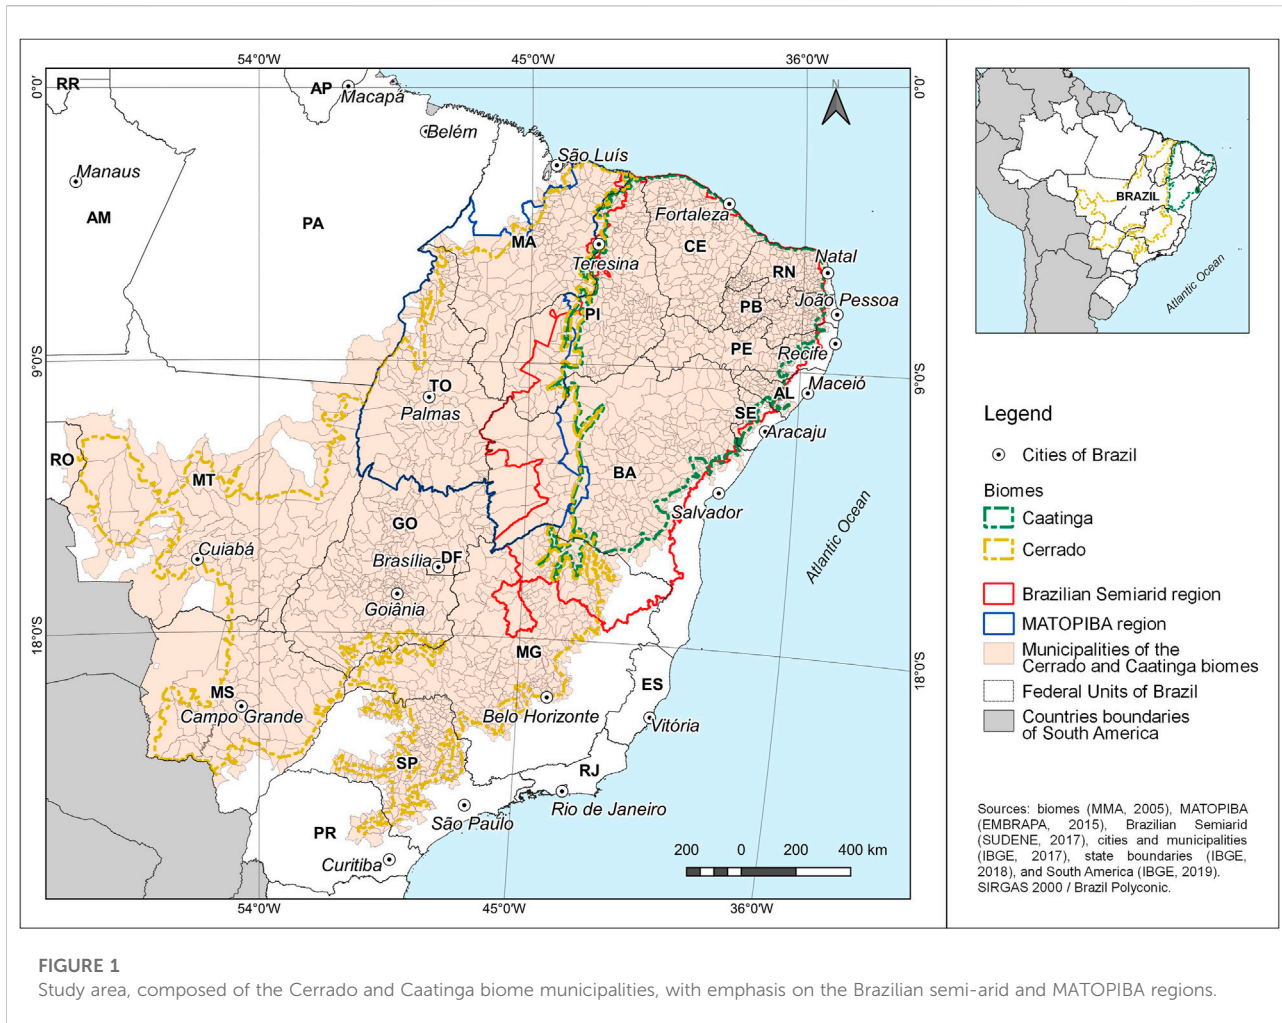 54°0'W
45°0'W
36°0'W
0°0'
0°0'
N
RR
AP
Macapá
Belém
São Luís
Manaus
AM
PA
MA
Fortaleza
CE
Teresina
RN
Natal
PI
PB
João Pessoa
PE
Recife
9°0'S
9°0'S
TO
Palmas
AL
Maceió
SE
Aracaju
RO
MT
BA
Salvador
GO
Cuiabá
Brasília
DF
Goiânia
Atlantic Ocean
18°0'S
18°0'S
MG
MS
Campo Grande
Belo Horizonte
ES
Vitória
SP
RJ
Rio de Janeiro
São Paulo
PR
Curitiba
200 0 200 400 km
54°0'W
45°0'W
36°0'W
BRAZIL
Atlantic Ocean
Legend
Cities of Brazil
Biomes
Caatinga
Cerrado
Brazilian Semiarid region
MATOPIBA region
Municipalities of the
Cerrado and Caatinga biomes
Federal Units of Brazil
Countries boundaries
of South America
Sources: biomes (MMA, 2005), MATOPIBA
(EMBRAPA, 2015), Brazilian Semiarid
(SUDENE, 2017), cities and municipalities
(IBGE, 2017), state boundaries (IBGE,
2018), and South America (IBGE, 2019).
SIRGAS 2000 / Brazil Polyconic.
FIGURE 1
Study area, composed of the Cerrado and Caatinga biome municipalities, with emphasis on the Brazilian semi-arid and MATOPIBA regions.